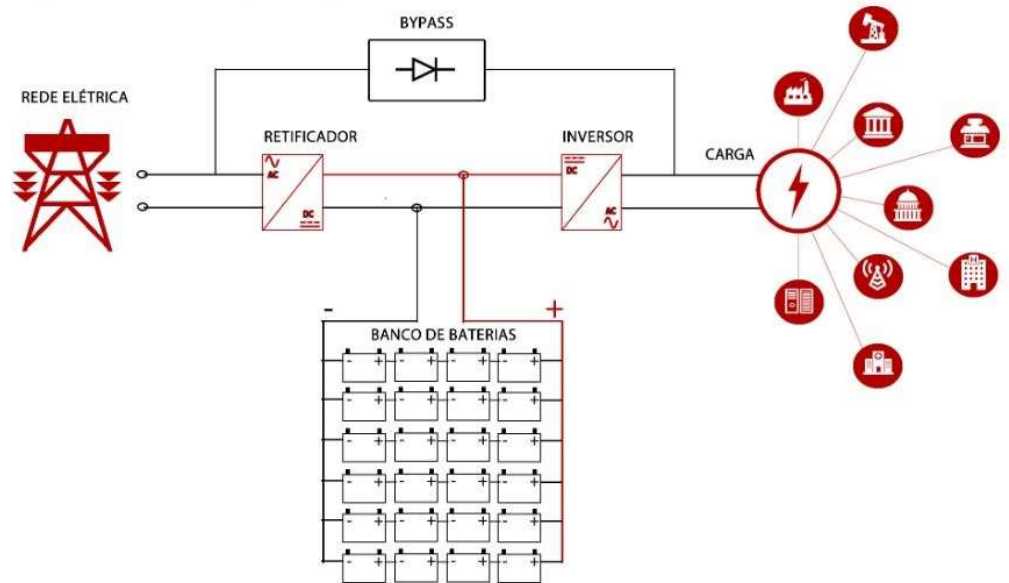 BYPASS
REDE ELÉTRICA
RETIFICADOR
INVERSOR
CARGA
AC
DC
DC
AC
- +
BANCO DE BATERIAS
- + - + - + - +
- + - + - + - +
- + - + - + - +
- + - + - + - +
- + - + - + - +
- + - + - + - +
H